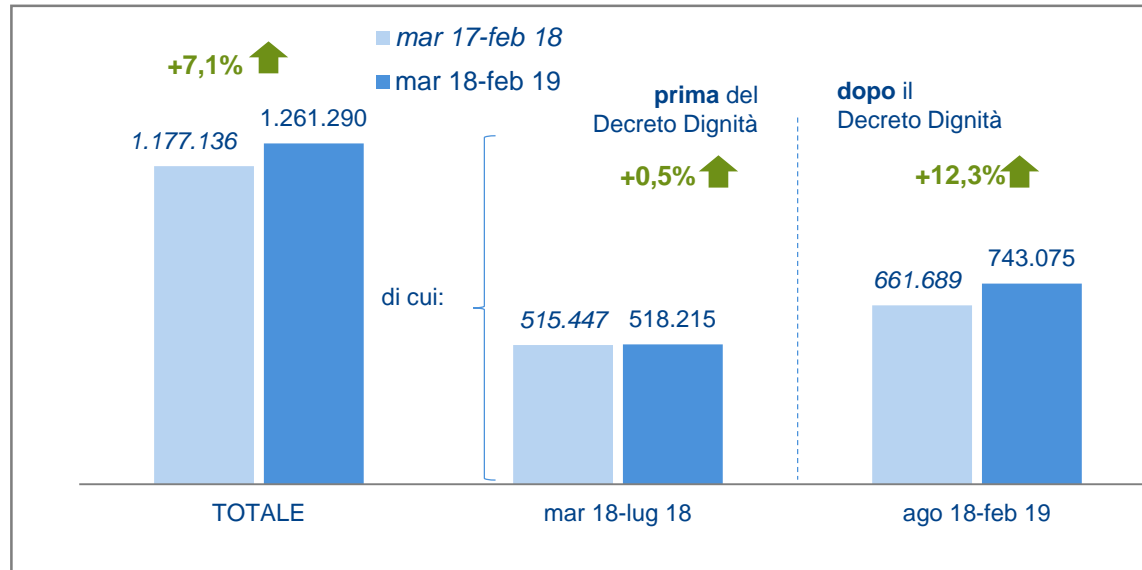 mar 17-feb 18
mar 18-feb 19
+7,1%
1.177.136
1.261.290
di cui:
prima del
Decreto Dignità
+0,5%
515.447
518.215
dopo il
Decreto Dignità
+12,3%
661.689
743.075
TOTALE
mar 18-lug 18
ago 18-feb 19